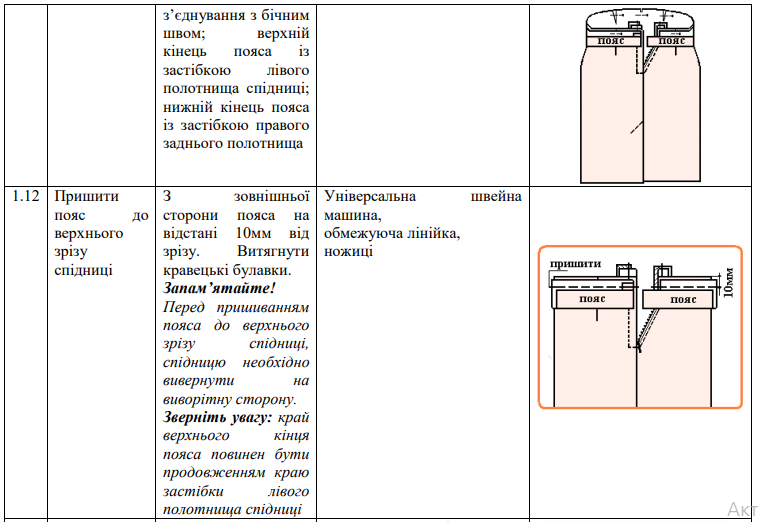 з’єднування з бічним
швом; верхній
кінець пояса із
застібкою лівого
полотнища спідниці;
нижній кінець пояса
із застібкою правого
заднього полотнища
пояс пояс
1.12
Пришити
пояс до
верхнього
зрізу
спідниці
З зовнішньої
сторони пояса на
відстані 10мм від
зрізу. Витягнути
кравецькі булавки.
Запам’ятайте!
Перед пришиванням
пояса до верхнього
зрізу спідниці,
спідницю необхідно
вивернути на
виворітну сторону.
Зверніть увагу: край
верхнього кінця
пояса повинен бути
продовженням краю
застібки лівого
полотнища спідниці
Універсальна швейна
машина,
обмежуюча лінійка,
ножиці
пришити
10мм
пояс пояс
Акт